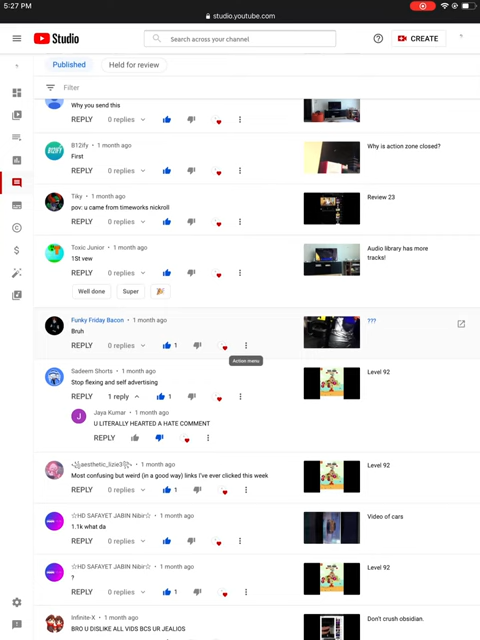 5:27 PM
studio.youtube.com
Studio
Search across your channel
CREATE
Published
Held for review
Filter
Why you send this
REPLY 0 replies
B12ify • 1 month ago
First
REPLY 0 replies
Why is action zone closed?
Tiky • 1 month ago
pov: u came from timeworks nickroll
REPLY 0 replies
Review 23
Toxic Junior • 1 month ago
1St vew
REPLY 0 replies
Well done Super
Audio library has more
tracks!
Funky Friday Bacon • 1 month ago
Bruh
REPLY 0 replies 1
???
Action menu
Sadeem Shorts • 1 month ago
Stop flexing and self advertising
REPLY 1 reply 1
Level 92
J
Jaya Kumar • 1 month ago
U LITERALLY HEARTED A HATE COMMENT
REPLY
꧁aesthetic_lizie3꧂ • 1 month ago
Most confusing but weird (in a good way) links I've ever clicked this week
REPLY 0 replies 1
Level 92
☆HD SAFAYET JABIN Nibir☆ • 1 month ago
1.1k what da
REPLY 0 replies
Video of cars
☆HD SAFAYET JABIN Nibir☆ • 1 month ago
?
REPLY 0 replies 1
Level 92
Infinite-X • 1 month ago
BRO U DISLIKE ALL VIDS BCS UR JEALIOS
Don't crush obsidian.